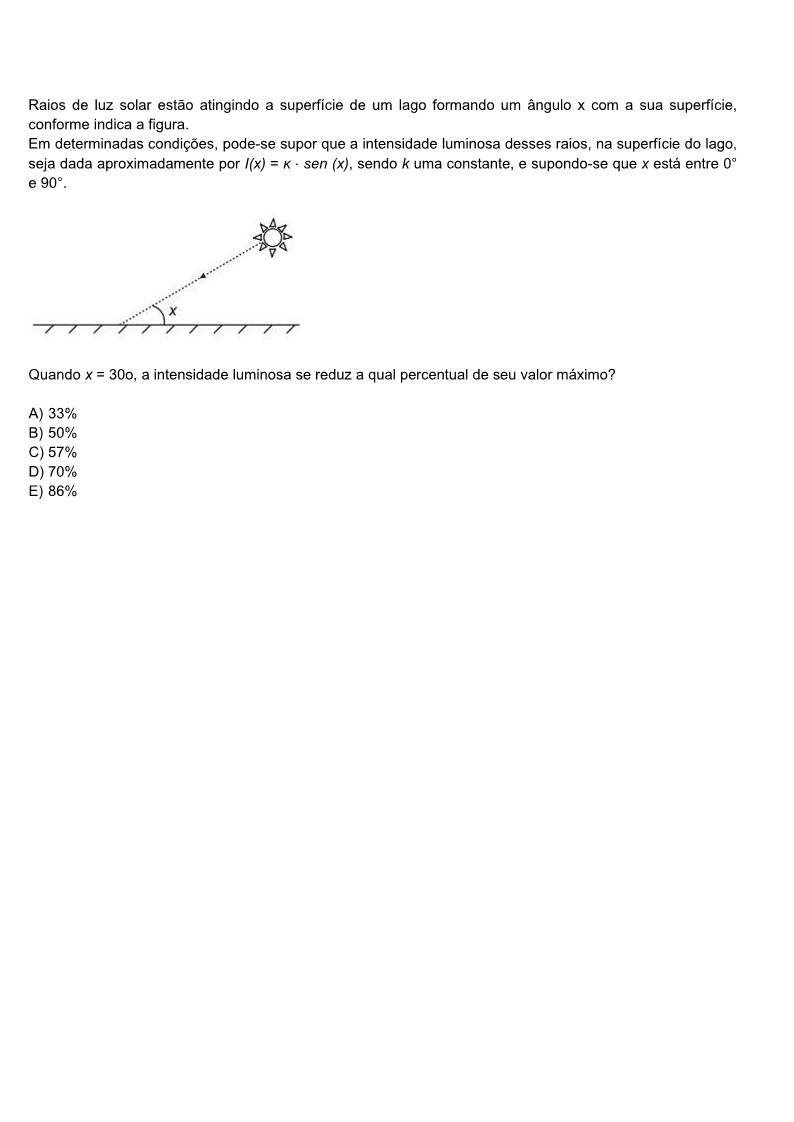 Raios de luz solar estão atingindo a superfície de um lago formando um ângulo x com a sua superfície,
conforme indica a figura.
Em determinadas condições, pode-se supor que a intensidade luminosa desses raios, na superfície do lago,
seja dada aproximadamente por I(x) = κ · sen (x), sendo k uma constante, e supondo-se que x está entre 0°
e 90°.
x
Quando x = 30o, a intensidade luminosa se reduz a qual percentual de seu valor máximo?
A) 33%
B) 50%
C) 57%
D) 70%
E) 86%